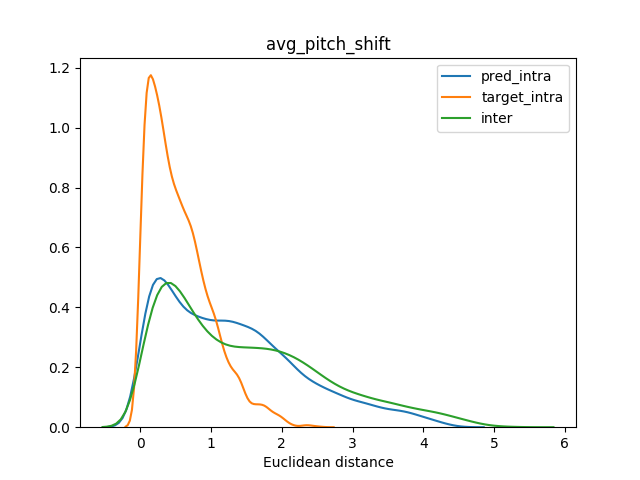 avg_pitch_shift
pred_intra
target_intra
inter
1.2
1.0
0.8
0.6
0.4
0.2
0.0
0 1 2 3 4 5 6
Euclidean distance